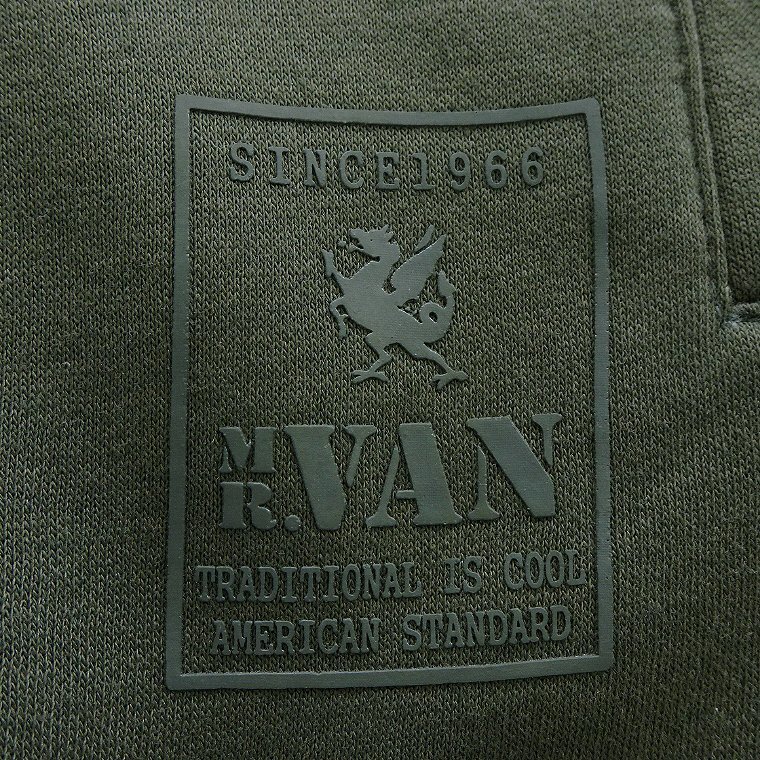 SINCE1966
MR.VAN
TRADITIONAL IS COOL
AMERICAN STANDARD